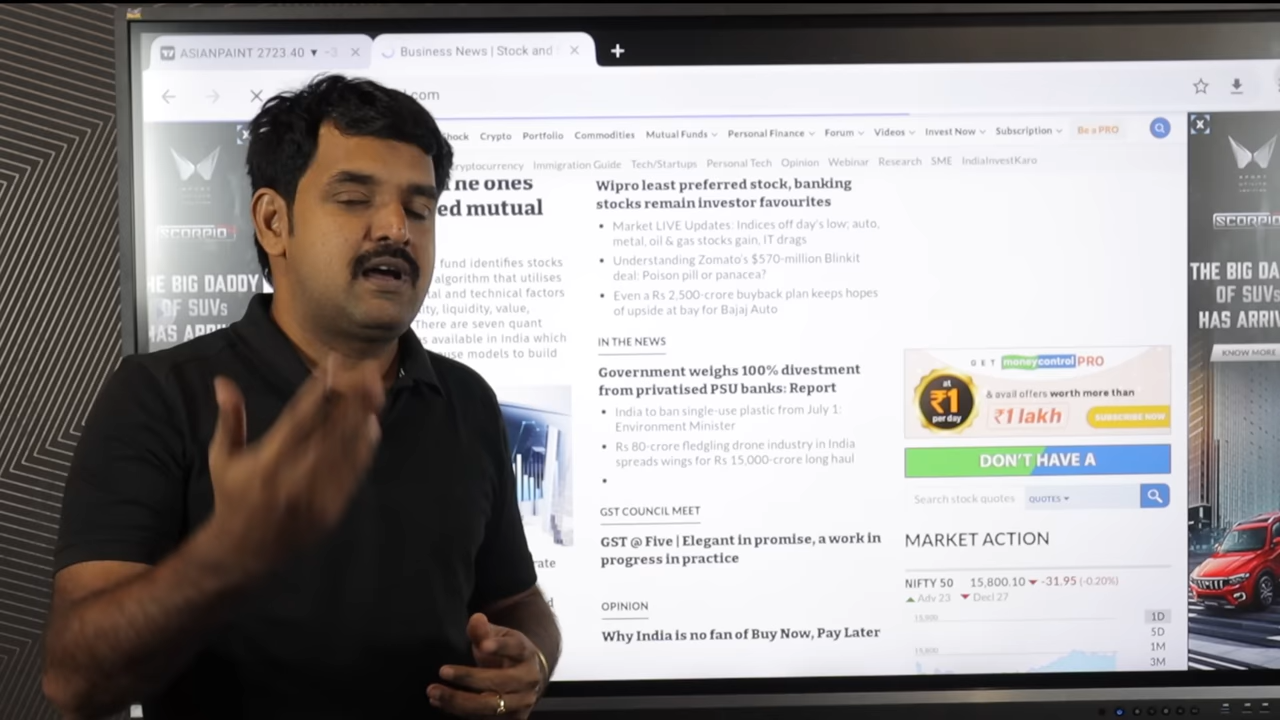 ASIANPAINT 2723.40 ▼ −3
Business News | Stock and
.com
hock Crypto Portfolio Commodities Mutual Funds Personal Finance Forum Videos Invest Now Subscription Be a PRO
ryptocurrency Immigration Guide Tech/Startups Personal Tech Opinion Webinar Research SME IndiaInvestKaro
The ones
ed mutual
fund identifies stocks
algorithm that utilises
tal and technical factors
ity, liquidity, value,
There are seven quant
s available in India which
use models to build
rate
Wipro least preferred stock, banking
stocks remain investor favourites
• Market LIVE Updates: Indices off day's low; auto,
metal, oil & gas stocks gain, IT drags
• Understanding Zomato's $570-million Blinkit
deal: Poison pill or panacea?
• Even a Rs 2,500-crore buyback plan keeps hopes
of upside at bay for Bajaj Auto
IN THE NEWS
Government weighs 100% divestment
from privatised PSU banks: Report
• India to ban single-use plastic from July 1:
Environment Minister
• Rs 80-crore fledgling drone industry in India
spreads wings for Rs 15,000-crore long haul
GST COUNCIL MEET
GST @ Five | Elegant in promise, a work in
progress in practice
OPINION
Why India is no fan of Buy Now, Pay Later
GET moneycontrol PRO
at
₹1
per day
& avail offers worth more than
₹1 lakh
SUBSCRIBE NOW
DON'T HAVE A
Search stock quotes QUOTES
MARKET ACTION
NIFTY 50 15,800.10 ▼ -31.95 (-0.20%)
▲ Adv 23 ▼ Decl 27
15,900
15,800
1D
5D
1M
3M
SCORPIO
HE BIG DADDY
OF SUVs
HAS ARRI
X
SCORPIO
THE BIG DA
OF SUVs
HAS ARRIV
KNOW MORE